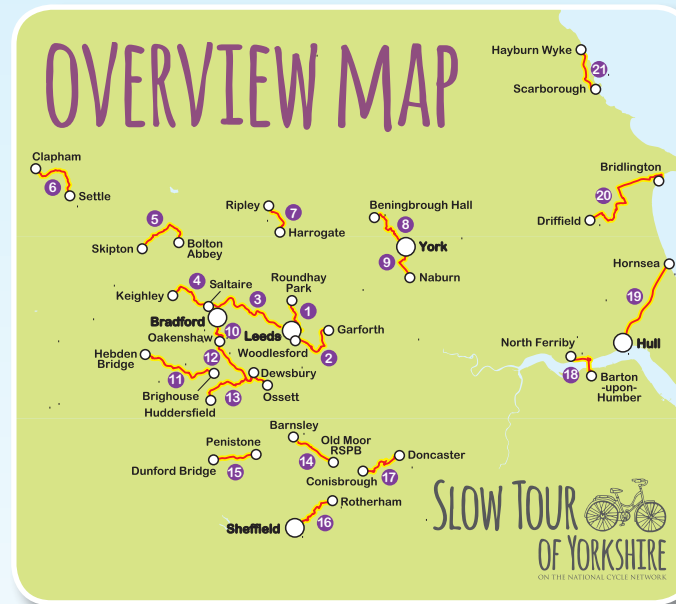 OVERVIEW MAP
Hayburn Wyke
21
Scarborough
Clapham
6
Settle
Bridlington
20
Driffield
5
Skipton
Bolton
Abbey
Ripley
7
Harrogate
Beningbrough Hall
8
York
9
Naburn
Hornsea
19
Hull
4
Saltaire
Keighley
3
Roundhay
Park
1
Bradford
10
Leeds
Garforth
Oakenshaw
Woodlesford
2
North Ferriby
18
Barton
-upon-
Humber
Hebden
Bridge
12
11
Dewsbury
Brighouse
13
Ossett
Huddersfield
Barnsley
Old Moor
RSPB
14
Penistone
Dunford Bridge
15
Doncaster
Conisbrough
17
Rotherham
16
Sheffield
SLOW TOUR
OF YORKSHIRE
ON THE NATIONAL CYCLE NETWORK